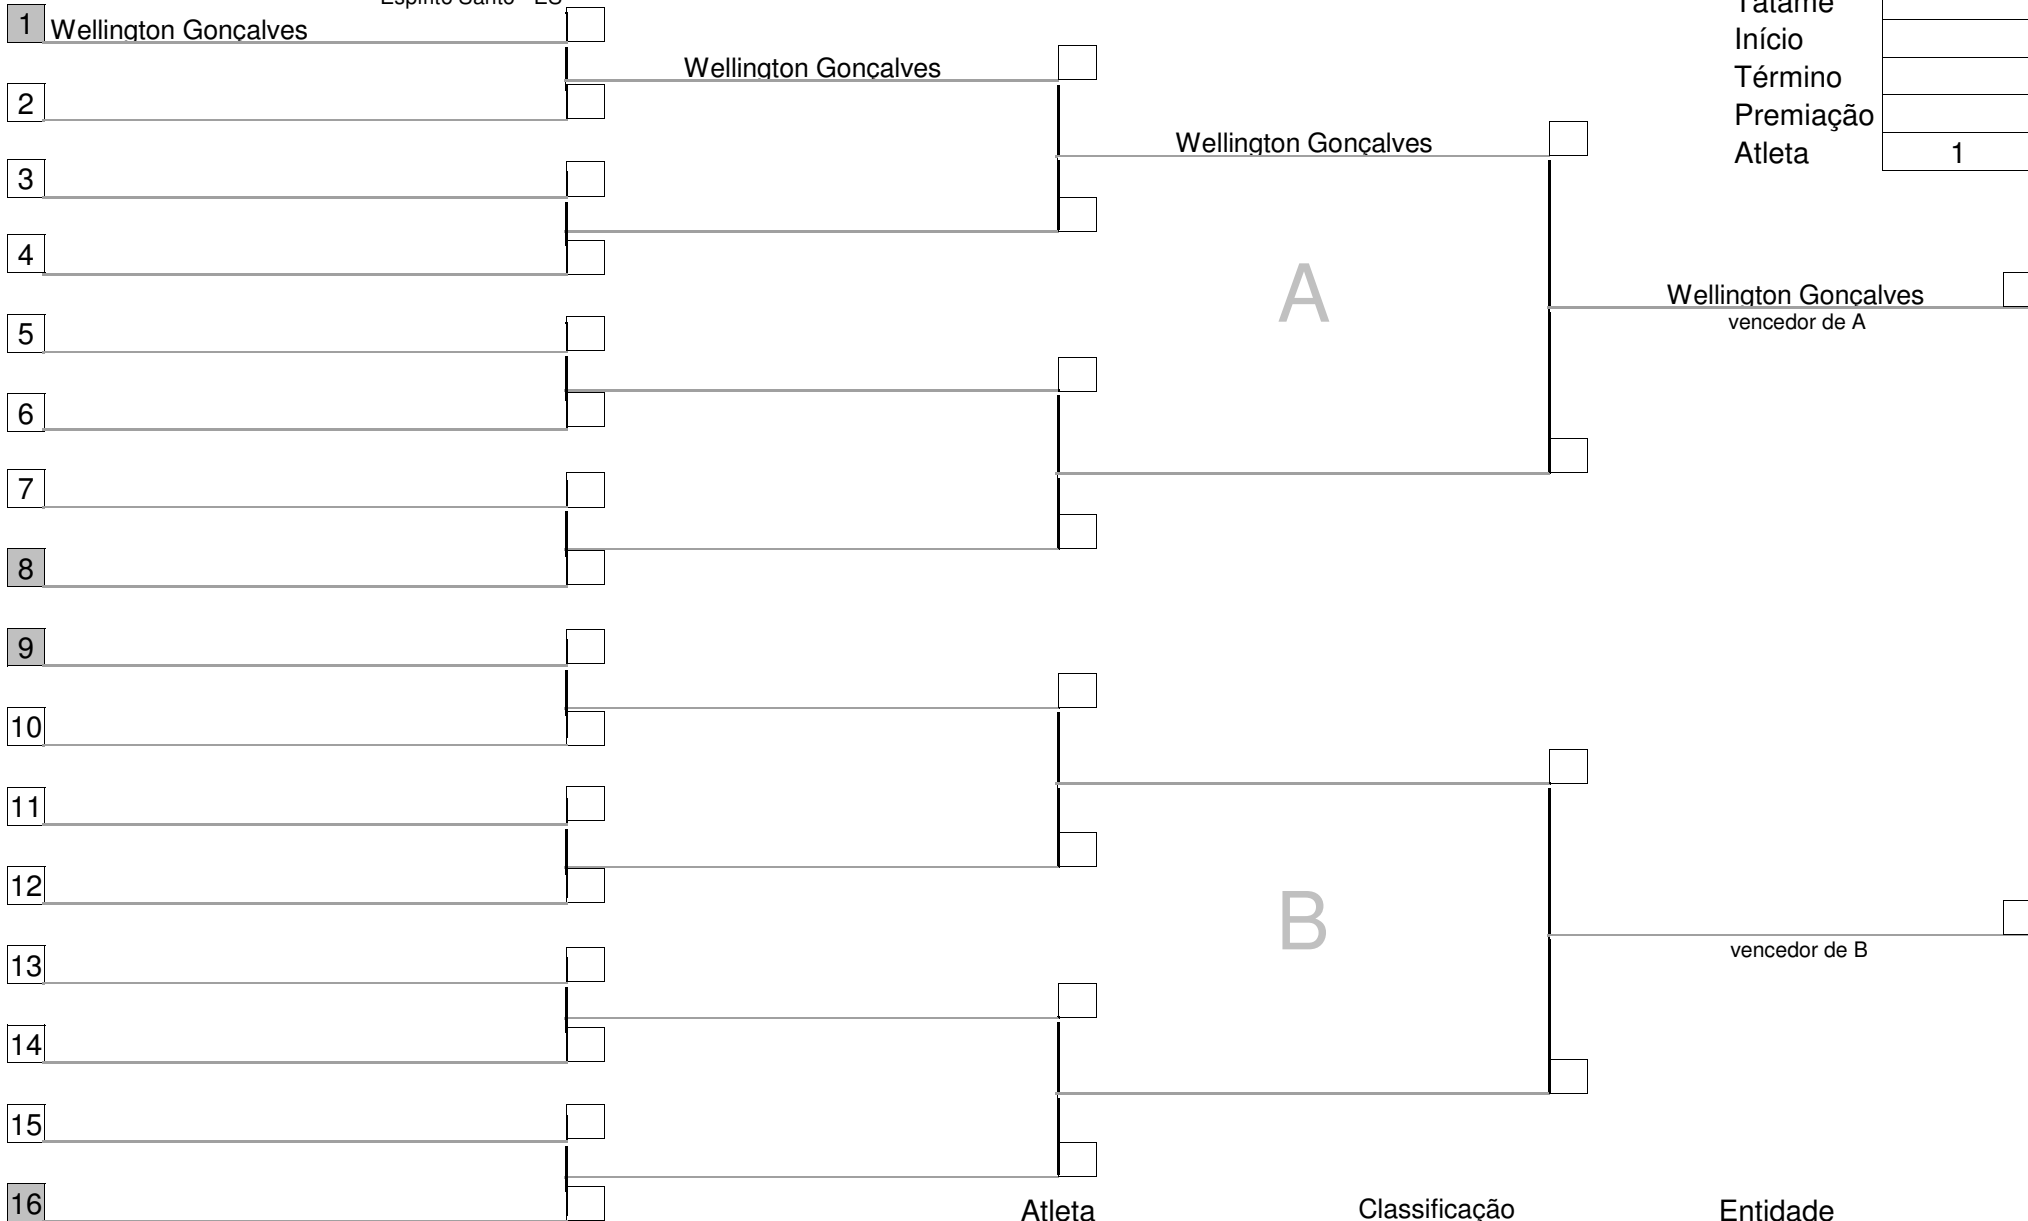 Espírito Santo - ES
1 Wellington Gonçalves
Wellington Gonçalves
2
Wellington Gonçalves
3
4
5
6
7
8
9
10
11
12
13
14
15
16
A
B
Wellington Gonçalves
vencedor de A
vencedor de B
Tatame
Início
Término
Premiação
Atleta 1
Atleta Classificação Entidade